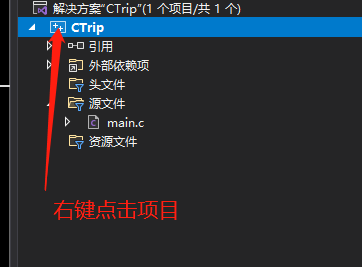 解决方案"CTrip"(1 个项目/共 1 个)
CTrip
引用
外部依赖项
头文件
源文件
main.c
资源文件
右键点击项目